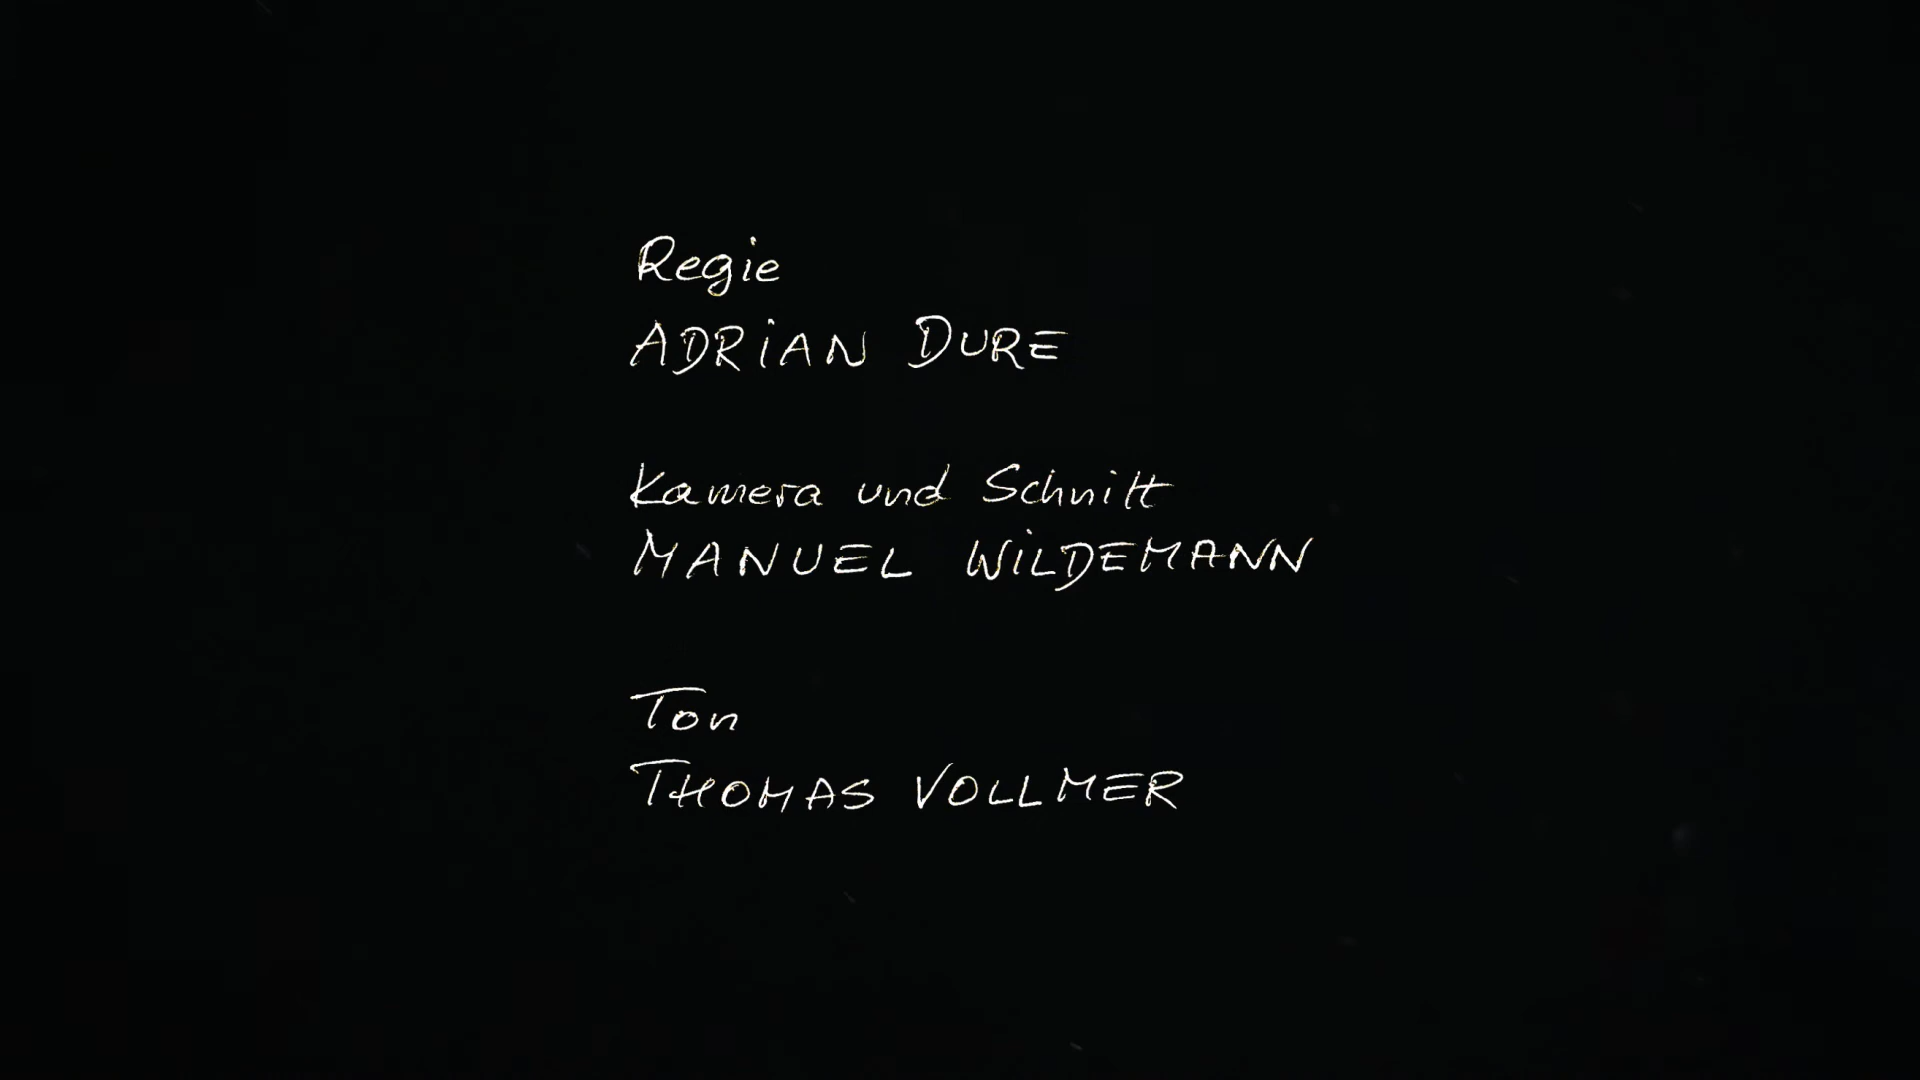 Regie
ADRiAN DURE
Kamera und Schnitt
MANUEL WiLDEMANN
Ton
THOMAS VOLLMER